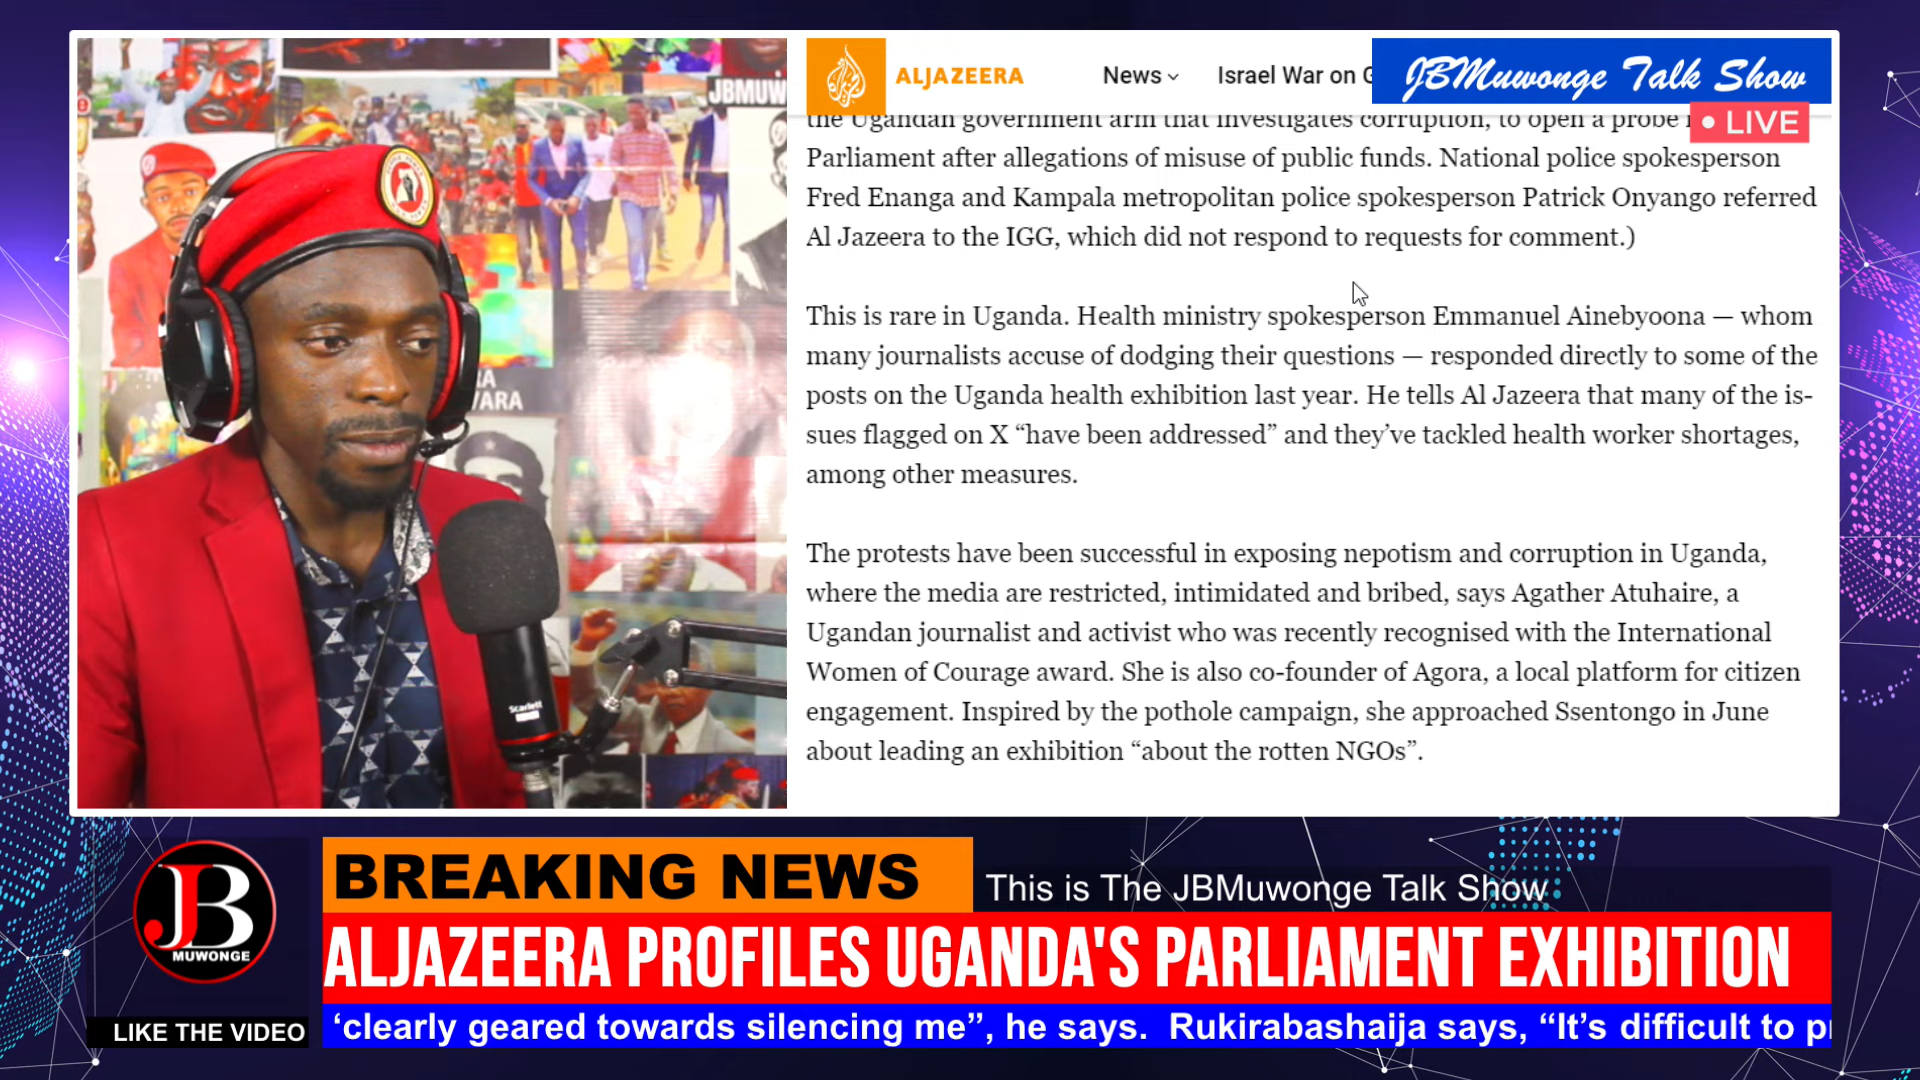 JBMUW
RA
VARA
Scarlett
ALJAZEERA
News
Israel War on G
JBMuwonge Talk Show
LIVE
the Ugandan government arm that investigates corruption, to open a probe
Parliament after allegations of misuse of public funds. National police spokesperson
Fred Enanga and Kampala metropolitan police spokesperson Patrick Onyango referred
Al Jazeera to the IGG, which did not respond to requests for comment.)
This is rare in Uganda. Health ministry spokesperson Emmanuel Ainebyoona — whom
many journalists accuse of dodging their questions — responded directly to some of the
posts on the Uganda health exhibition last year. He tells Al Jazeera that many of the is-
sues flagged on X “have been addressed” and they’ve tackled health worker shortages,
among other measures.
The protests have been successful in exposing nepotism and corruption in Uganda,
where the media are restricted, intimidated and bribed, says Agather Atuhaire, a
Ugandan journalist and activist who was recently recognised with the International
Women of Courage award. She is also co-founder of Agora, a local platform for citizen
engagement. Inspired by the pothole campaign, she approached Ssentongo in June
about leading an exhibition “about the rotten NGOs”.
JB
MUWONGE
LIKE THE VIDEO
BREAKING NEWS
This is The JBMuwonge Talk Show
ALJAZEERA PROFILES UGANDA'S PARLIAMENT EXHIBITION
‘clearly geared towards silencing me”, he says. Rukirabashaija says, “It’s difficult to p